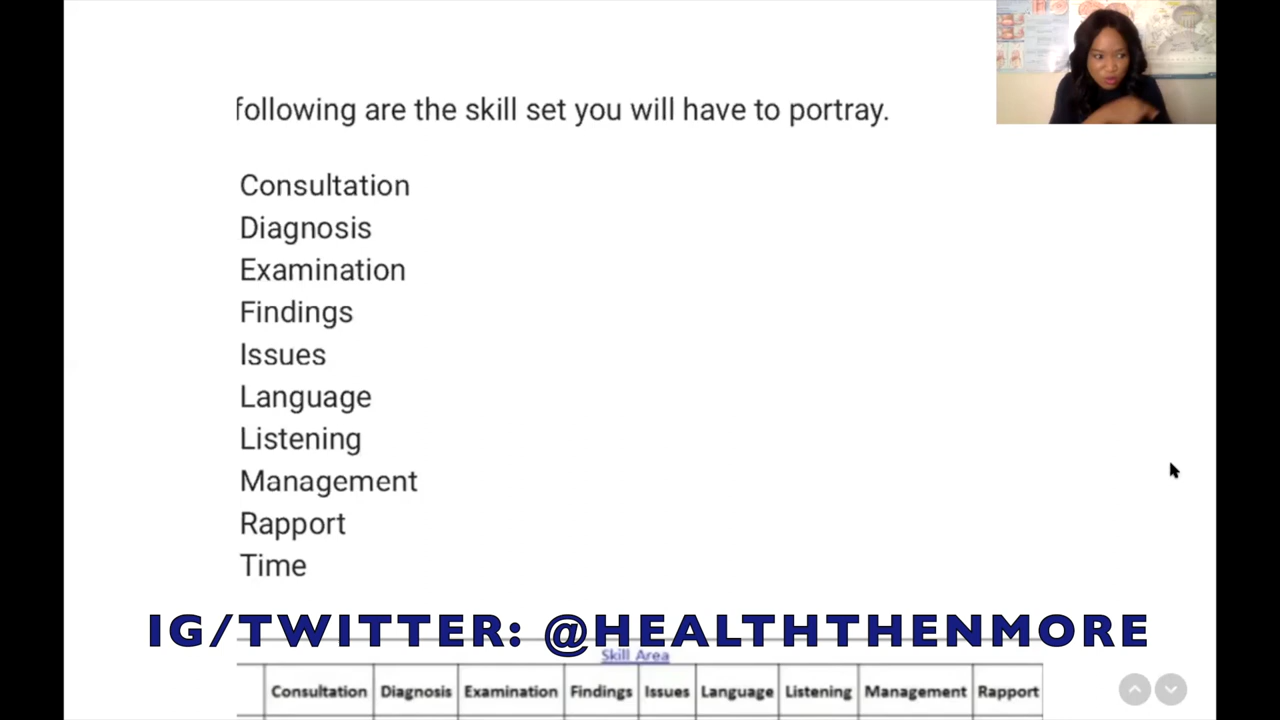 following are the skill set you will have to portray.
Consultation
Diagnosis
Examination
Findings
Issues
Language
Listening
Management
Rapport
Time
IG/TWITTER: @HEALTHTHENMORE
Skill Area
Consultation Diagnosis Examination Findings Issues Language Listening Management Rapport